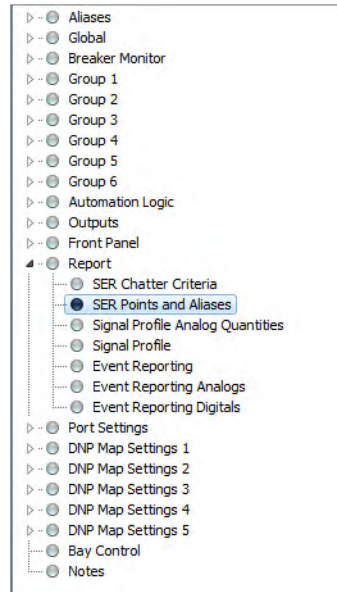 Aliases
Global
Breaker Monitor
Group 1
Group 2
Group 3
Group 4
Group 5
Group 6
Automation Logic
Outputs
Front Panel
Report
SER Chatter Criteria
SER Points and Aliases
Signal Profile Analog Quantities
Signal Profile
Event Reporting
Event Reporting Analogs
Event Reporting Digitals
Port Settings
DNP Map Settings 1
DNP Map Settings 2
DNP Map Settings 3
DNP Map Settings 4
DNP Map Settings 5
Bay Control
Notes